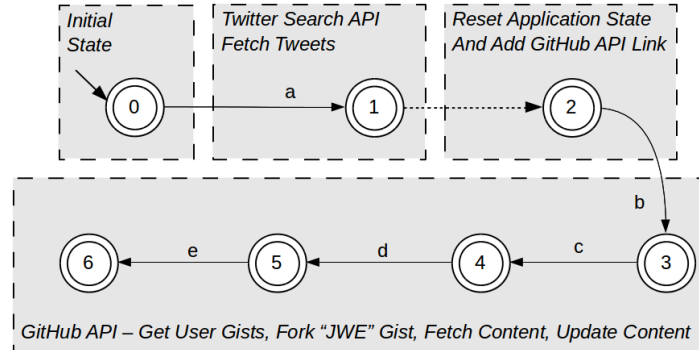 Initial
State
Twitter Search API
Fetch Tweets
Reset Application State
And Add GitHub API Link
0
a
1
2
b
6
e
5
d
4
c
3
GitHub API – Get User Gists, Fork “JWE” Gist, Fetch Content, Update Content